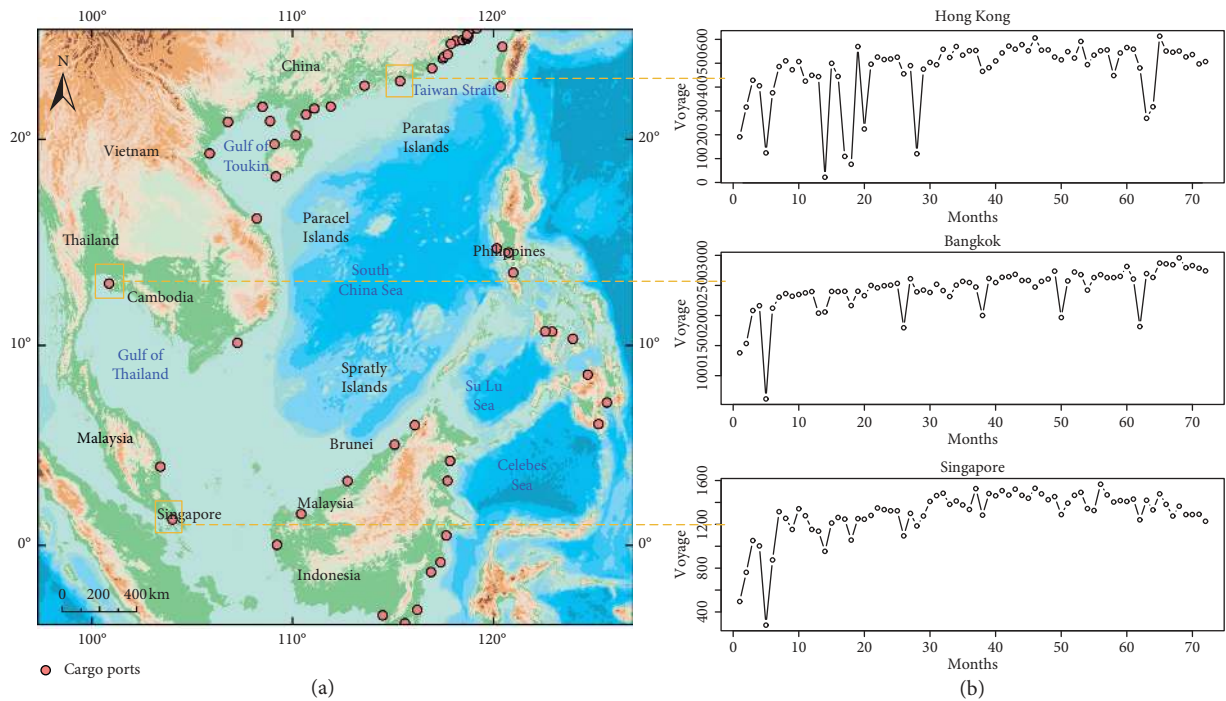 100°
110°
120°
N
China
Taiwan Strait
20°
20°
Paratas
Islands
Vietnam
Gulf of
Toukin
Paracel
Islands
Thailand
Philippines
South
China Sea
Cambodia
10°
10°
Gulf of
Thailand
Spratly
Islands
Su Lu
Sea
Malaysia
Brunei
Celebes
Sea
Malaysia
Singapore
0°
0°
Indonesia
0 200 400 km
100°
110°
120°
Cargo ports
(a)
Hong Kong
Voyage
0 100 200 300 400 500 600
0 10 20 30 40 50 60 70
Months
Bangkok
Voyage
1000 1500 2000 2500 3000
0 10 20 30 40 50 60 70
Months
Singapore
Voyage
400 800 1200 1600
0 10 20 30 40 50 60 70
Months
(b)